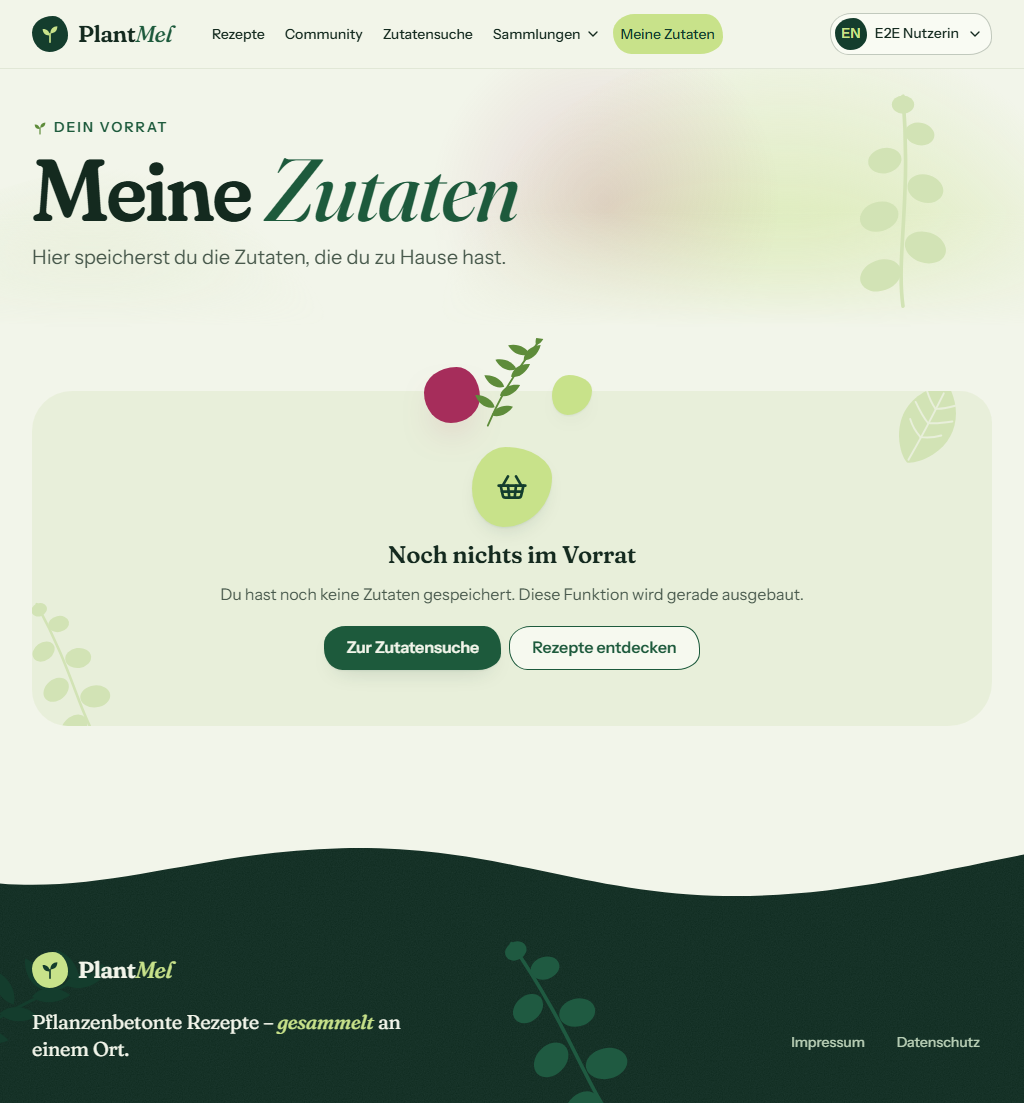 PlantMel
Rezepte
Community
Zutatensuche
Sammlungen
Meine Zutaten
EN
E2E Nutzerin
DEIN VORRAT
Meine Zutaten
Hier speicherst du die Zutaten, die du zu Hause hast.
Noch nichts im Vorrat
Du hast noch keine Zutaten gespeichert. Diese Funktion wird gerade ausgebaut.
Zur Zutatensuche
Rezepte entdecken
PlantMel
Pflanzenbetonte Rezepte – gesammelt an
einem Ort.
Impressum
Datenschutz